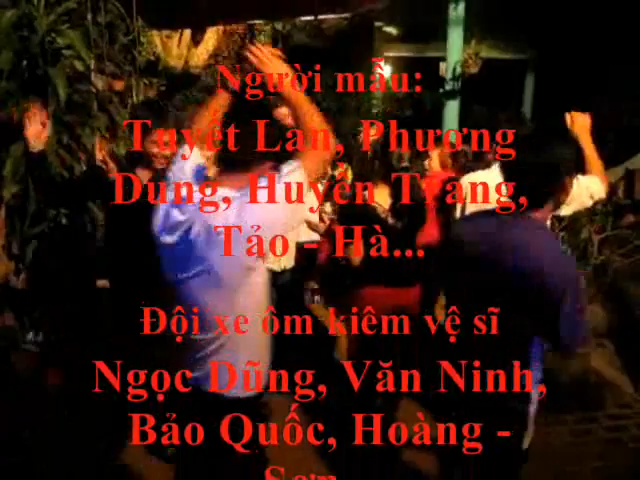 Người mẫu:
Tuyết Lan, Phương
Dung, Huyền Trang,
Tảo - Hà...
Đội xe ôm kiêm vệ sĩ
Ngọc Dũng, Văn Ninh,
Bảo Quốc, Hoàng -
Sơn